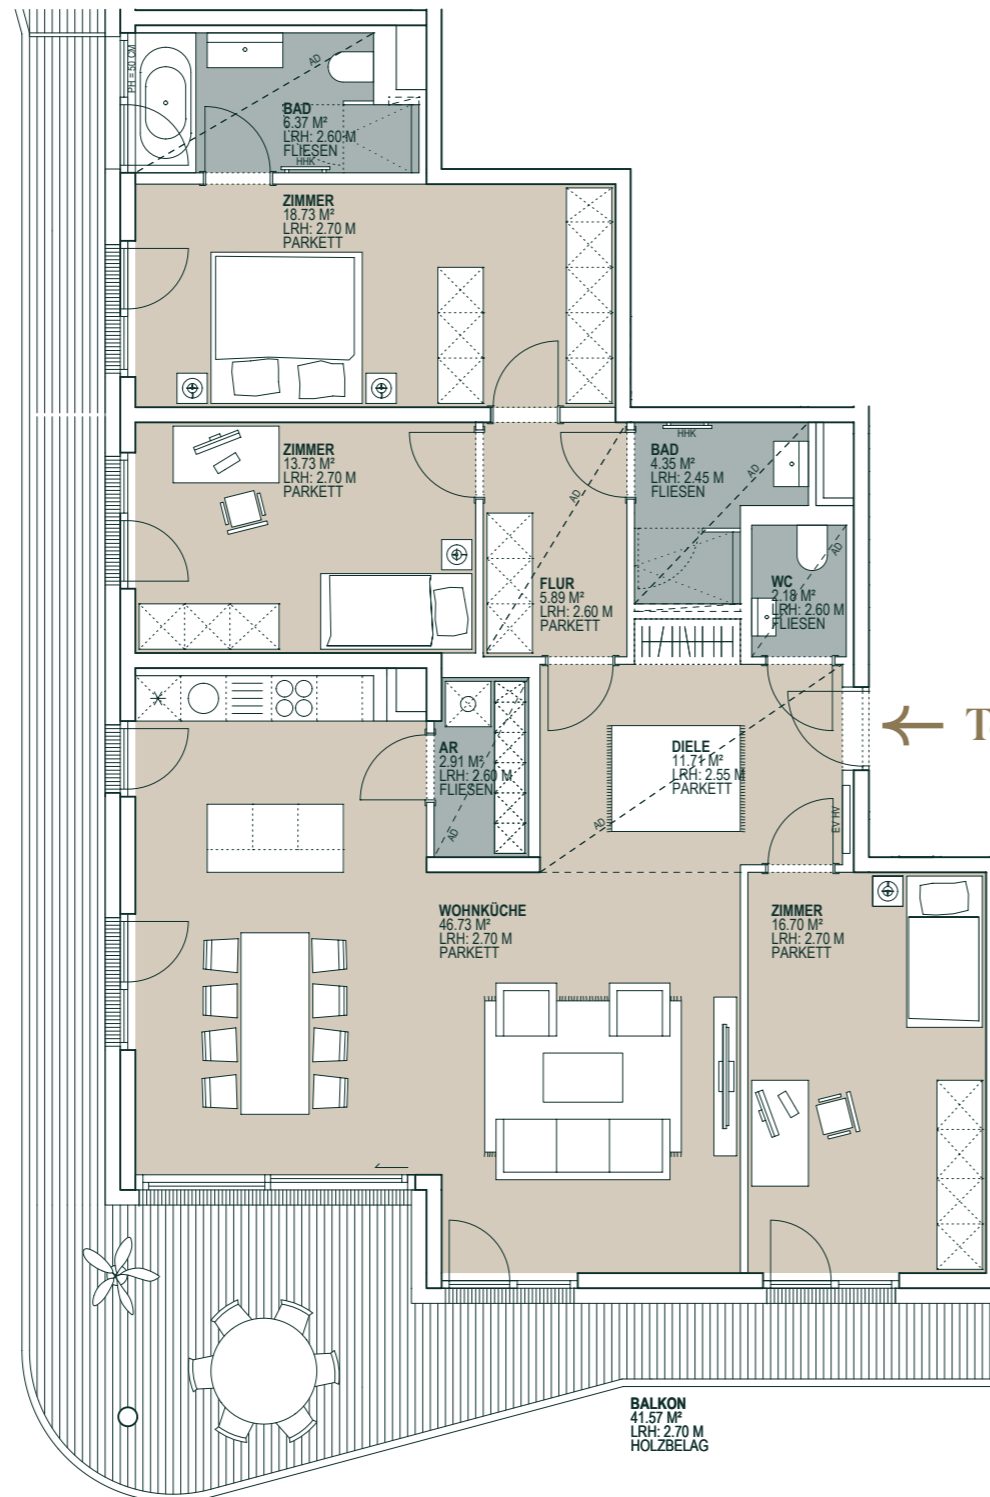 PH = 50 CM
AD
BAD
6.37 M²
LRH: 2.60 M
FLIESEN
HHK
ZIMMER
18.73 M²
LRH: 2.70 M
PARKETT
ZIMMER
13.73 M²
LRH: 2.70 M
PARKETT
AD
HHK
BAD
4.35 M²
LRH: 2.45 M
FLIESEN
AD
FLUR
5.89 M²
LRH: 2.60 M
PARKETT
AD
WC
2.18 M²
LRH: 2.60 M
FLIESEN
AR
2.91 M²
LRH: 2.60 M
FLIESEN
AD
DIELE
11.71 M²
LRH: 2.55 M
PARKETT
AD
EV HV
T
WOHNKÜCHE
46.73 M²
LRH: 2.70 M
PARKETT
ZIMMER
16.70 M²
LRH: 2.70 M
PARKETT
BALKON
41.57 M²
LRH: 2.70 M
HOLZBELAG